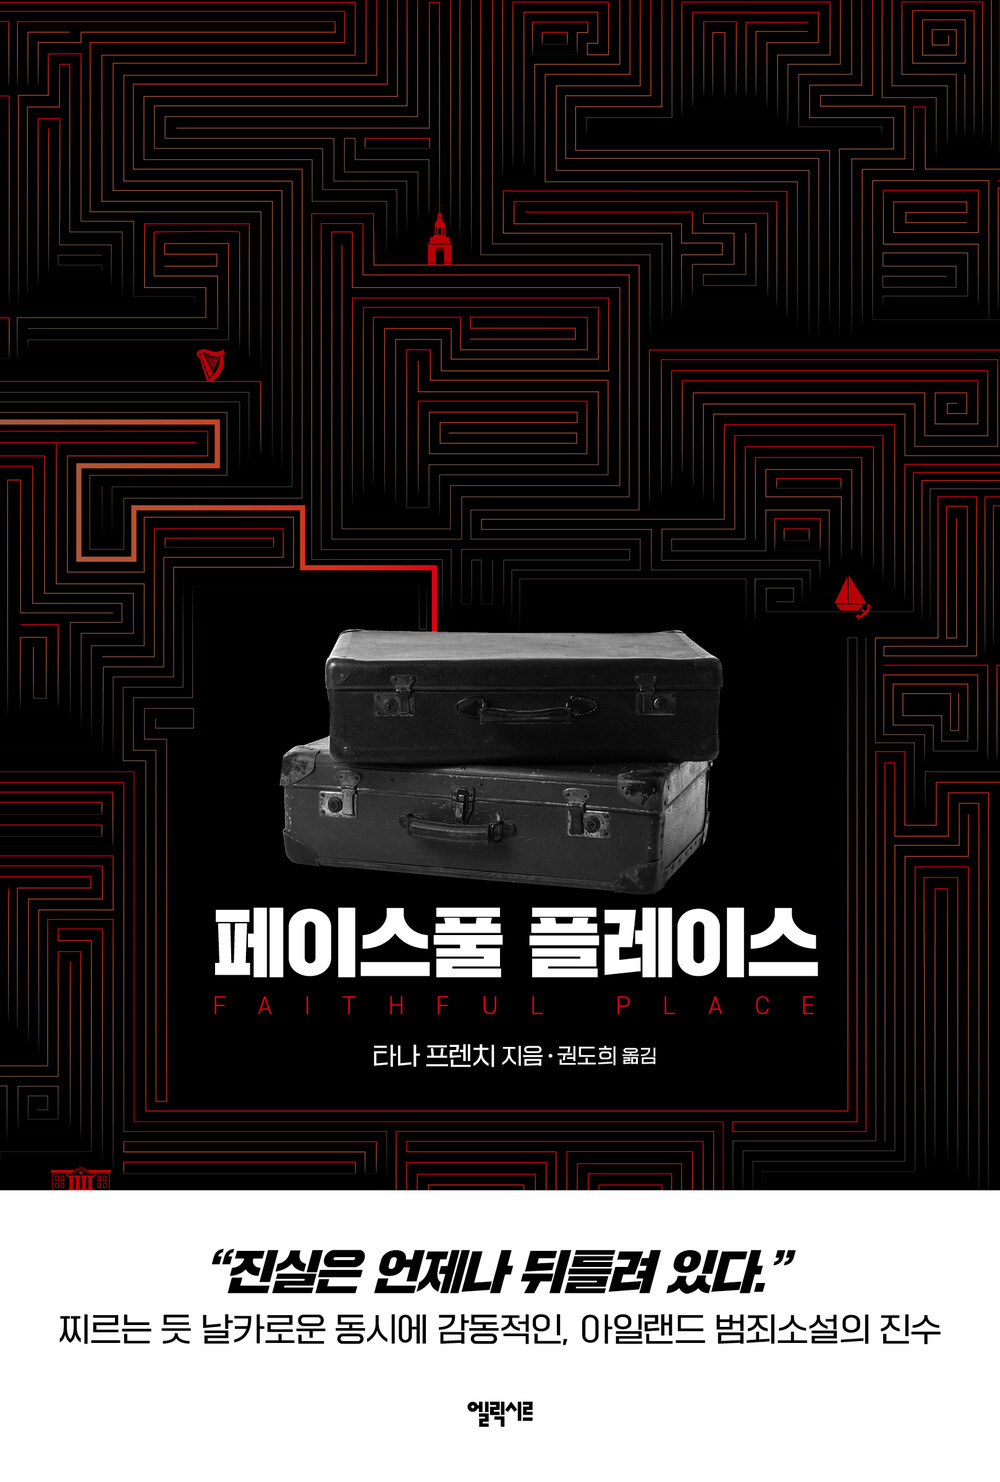 페이스풀 플레이스
FAITHFUL PLACE
타나 프렌치 지음·권도희 옮김
“진실은 언제나 뒤틀려 있다.”
찌르는 듯 날카로운 동시에 감동적인, 아일랜드 범죄소설의 진수
엘릭시르